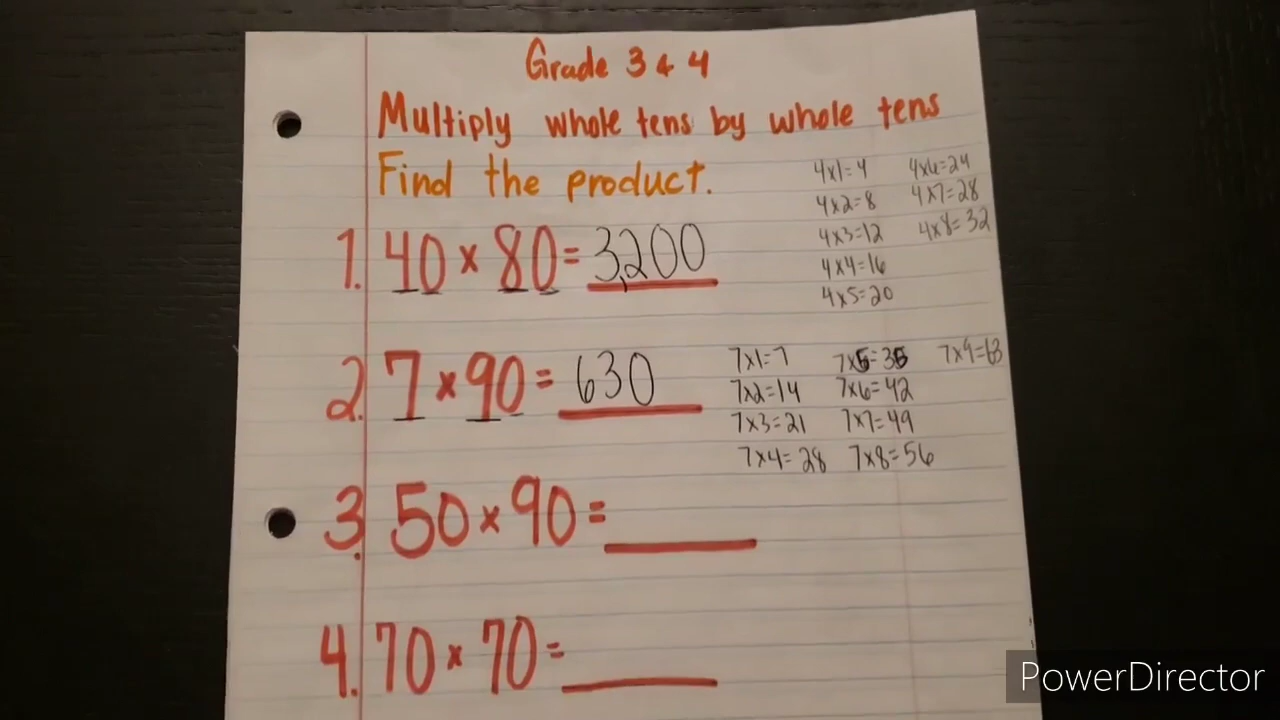 Grade 3 & 4
Multiply whole tens by whole tens
Find the product.
1. 40 x 80 = 3,200
4x1=4 4x6=24
4x2=8 4x7=28
4x3=12 4x8=32
4x4=16
4x5=20
2. 7 x 90 = 630
7x1=7 7x5=35 7x9=63
7x2=14 7x6=42
7x3=21 7x7=49
7x4=28 7x8=56
3. 50 x 90 =
4. 70 x 70 =
PowerDirector